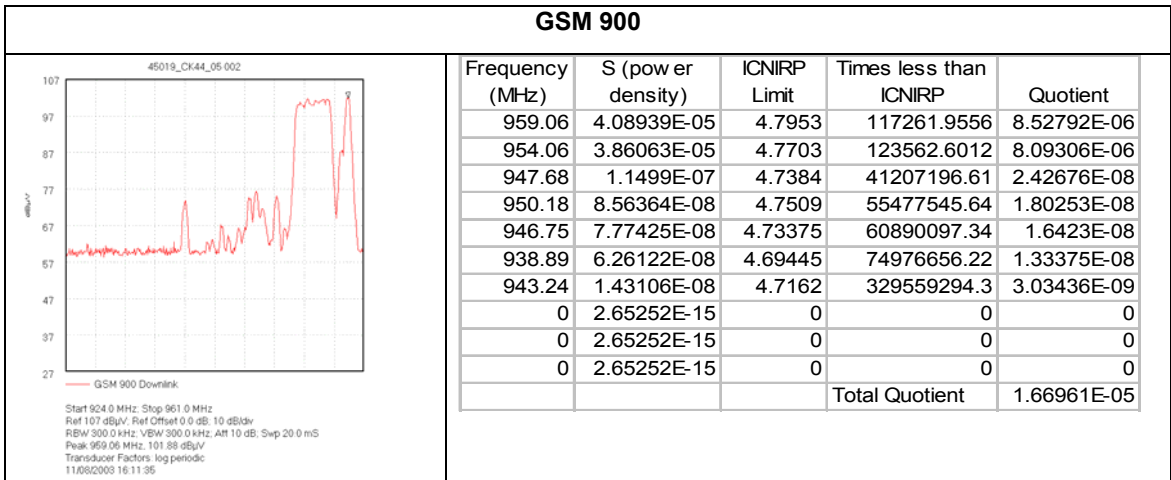 GSM 900
45019_CK44_05 002
107
97
87
77
67
57
47
37
27
dBµV
GSM 900 Downlink
Start 924.0 MHz; Stop 961.0 MHz
Ref 107 dBµV; Ref Offset 0.0 dB; 10 dB/div
RBW 300.0 kHz; VBW 300.0 kHz; Att 10 dB; Swp 20.0 mS
Peak 959.06 MHz, 101.88 dBµV
Transducer Factors: log periodic
11/08/2003 16:11:35
Frequency (MHz) S (pow er density) ICNIRP Limit Times less than ICNIRP Quotient
959.06 4.08939E-05 4.7953 117261.9556 8.52792E-06
954.06 3.86063E-05 4.7703 123562.6012 8.09306E-06
947.68 1.1499E-07 4.7384 41207196.61 2.42676E-08
950.18 8.56364E-08 4.7509 55477545.64 1.80253E-08
946.75 7.77425E-08 4.73375 60890097.34 1.6423E-08
938.89 6.26122E-08 4.69445 74976656.22 1.33375E-08
943.24 1.43106E-08 4.7162 329559294.3 3.03436E-09
0 2.65252E-15 0 0 0
0 2.65252E-15 0 0 0
0 2.65252E-15 0 0 0
Total Quotient 1.66961E-05